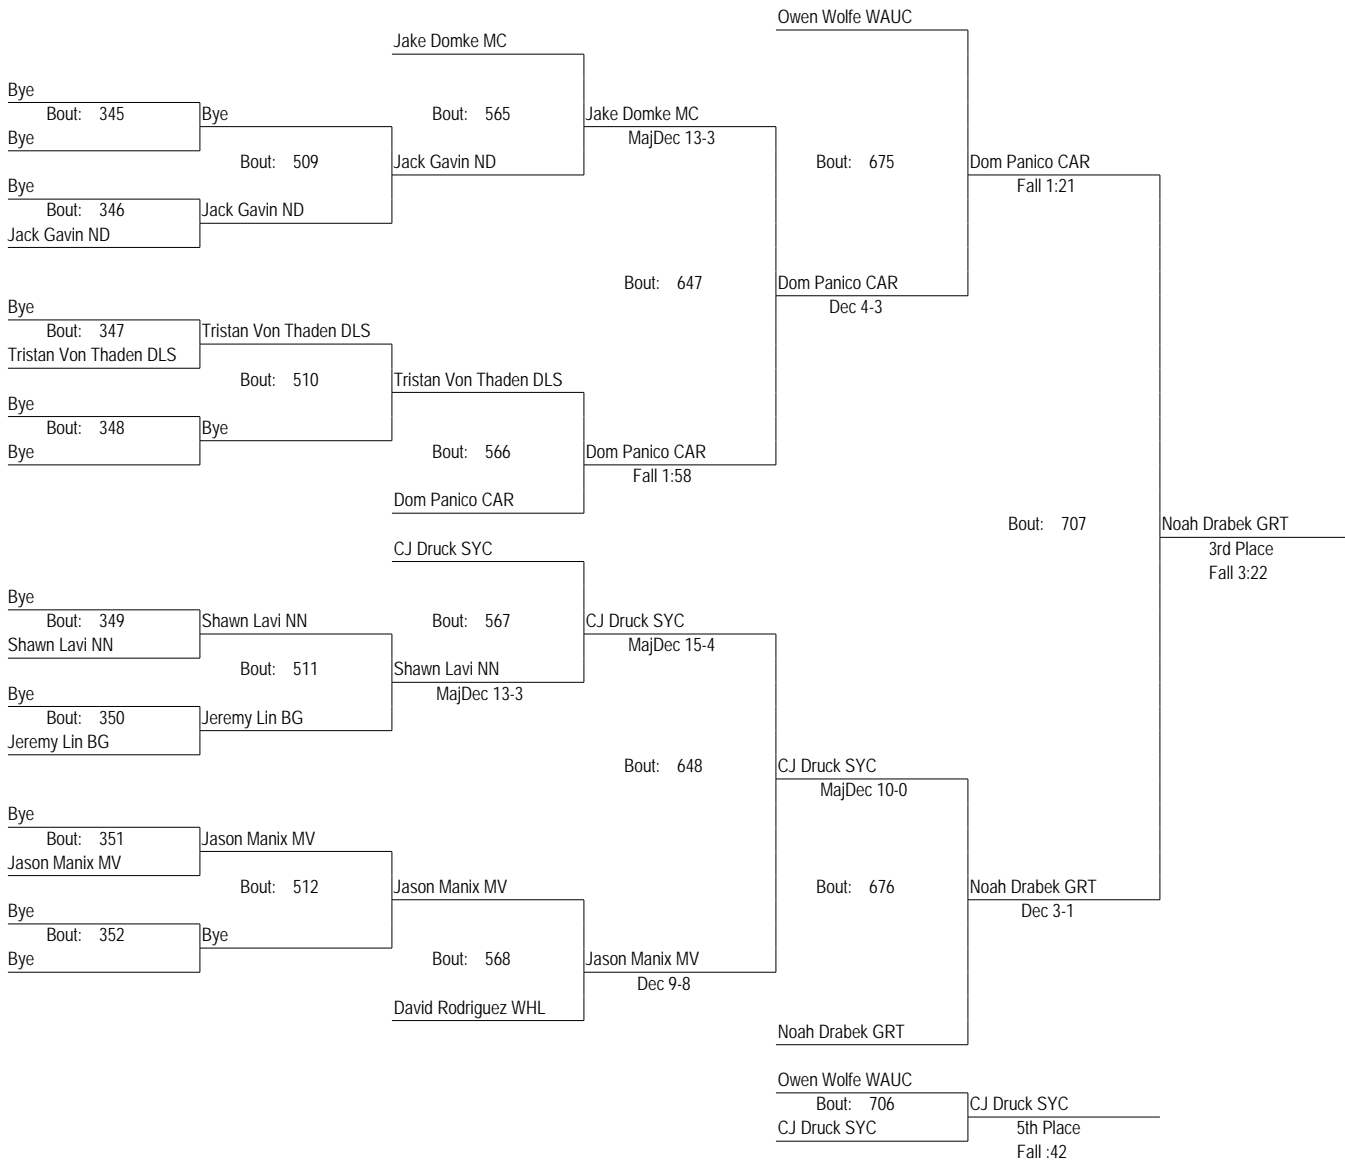 Owen Wolfe WAUC
Jake Domke MC
Bye
Bout: 345
Bye
Bout: 565
Jake Domke MC
Bye
MajDec 13-3
Bout: 509
Jack Gavin ND
Bout: 675
Dom Panico CAR
Bye
Fall 1:21
Bout: 346
Jack Gavin ND
Jack Gavin ND
Bout: 647
Dom Panico CAR
Bye
Dec 4-3
Bout: 347
Tristan Von Thaden DLS
Tristan Von Thaden DLS
Bout: 510
Tristan Von Thaden DLS
Bye
Bout: 348
Bye
Bye
Bout: 566
Dom Panico CAR
Fall 1:58
Dom Panico CAR
Bout: 707
Noah Drabek GRT
3rd Place
Fall 3:22
CJ Druck SYC
Bye
Bout: 349
Shawn Lavi NN
Bout: 567
CJ Druck SYC
Shawn Lavi NN
MajDec 15-4
Bout: 511
Shawn Lavi NN
Bye
MajDec 13-3
Bout: 350
Jeremy Lin BG
Jeremy Lin BG
Bout: 648
CJ Druck SYC
MajDec 10-0
Bye
Bout: 351
Jason Manix MV
Jason Manix MV
Bout: 512
Jason Manix MV
Bout: 676
Noah Drabek GRT
Bye
Dec 3-1
Bout: 352
Bye
Bye
Bout: 568
Jason Manix MV
Dec 9-8
David Rodriguez WHL
Noah Drabek GRT
Owen Wolfe WAUC
Bout: 706
CJ Druck SYC
CJ Druck SYC
5th Place
Fall :42